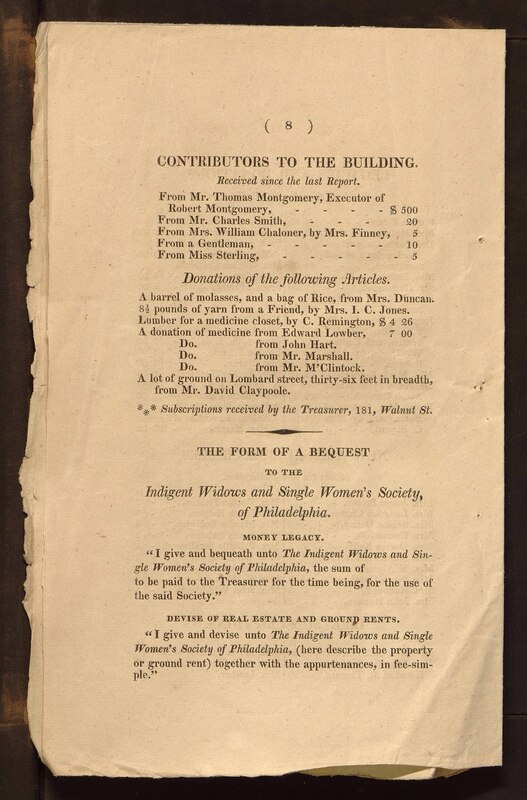 ( 8 )
CONTRIBUTORS TO THE BUILDING.
Received since the last Report.
From Mr. Thomas Montgomery, Executor of
Robert Montgomery, - - - - $ 500
From Mr. Charles Smith, - - - 20
From Mrs. William Chaloner, by Mrs. Finney, 5
From a Gentleman, - - - - - 10
From Miss Sterling, - - - - - 5
Donations of the following Articles.
A barrel of molasses, and a bag of Rice, from Mrs. Duncan.
8½ pounds of yarn from a Friend, by Mrs. I. C. Jones.
Lumber for a medicine closet, by C. Remington, $ 4 26
A donation of medicine from Edward Lowber, 7 00
Do. from John Hart.
Do. from Mr. Marshall.
Do. from Mr. M'Clintock.
A lot of ground on Lombard street, thirty-six feet in breadth,
from Mr. David Claypoole.
*** Subscriptions received by the Treasurer, 181, Walnut St.
THE FORM OF A BEQUEST
TO THE
Indigent Widows and Single Women's Society,
of Philadelphia.
MONEY LEGACY.
"I give and bequeath unto The Indigent Widows and Sin-
gle Women's Society of Philadelphia, the sum of
to be paid to the Treasurer for the time being, for the use of
the said Society."
DEVISE OF REAL ESTATE AND GROUND RENTS.
"I give and devise unto The Indigent Widows and Single
Women's Society of Philadelphia, (here describe the property
or ground rent) together with the appurtenances, in fee-sim-
ple."